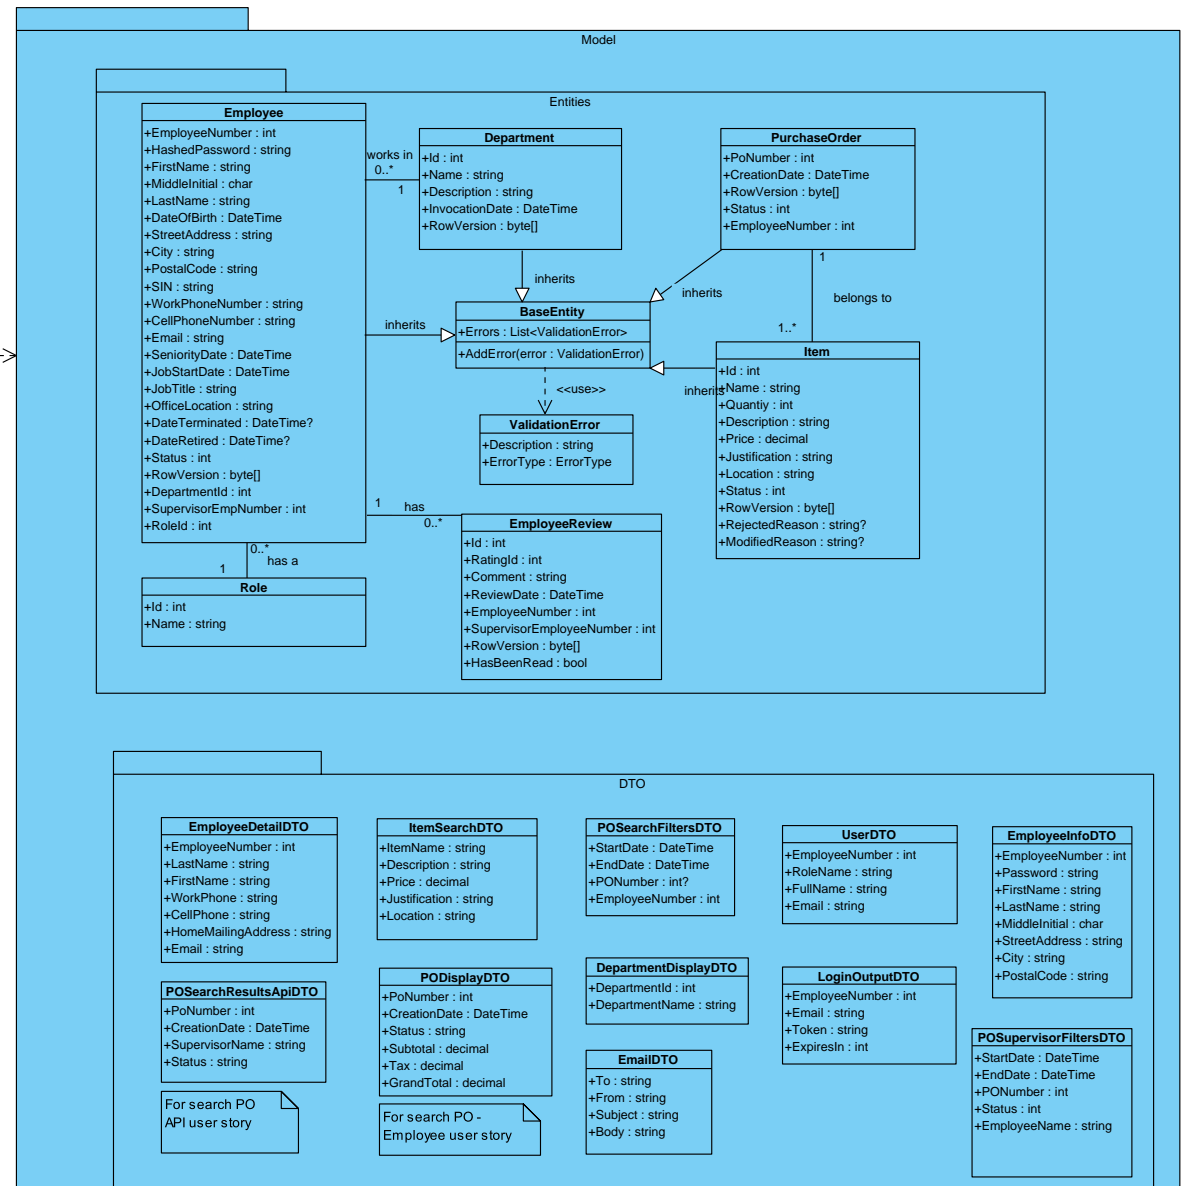 Model
Entities
Employee
+EmployeeNumber : int
+HashedPassword : string
+FirstName : string
+MiddleInitial : char
+LastName : string
+DateOfBirth : DateTime
+StreetAddress : string
+City : string
+PostalCode : string
+SIN : string
+WorkPhoneNumber : string
+CellPhoneNumber : string
+Email : string
+SeniorityDate : DateTime
+JobStartDate : DateTime
+JobTitle : string
+OfficeLocation : string
+DateTerminated : DateTime?
+DateRetired : DateTime?
+Status : int
+RowVersion : byte[]
+DepartmentId : int
+SupervisorEmpNumber : int
+RoleId : int
works in
0..*
1
Department
+Id : int
+Name : string
+Description : string
+InvocationDate : DateTime
+RowVersion : byte[]
PurchaseOrder
+PoNumber : int
+CreationDate : DateTime
+RowVersion : byte[]
+Status : int
+EmployeeNumber : int
inherits
inherits
1
belongs to
1..*
inherits
BaseEntity
+Errors : List<ValidationError>
+AddError(error : ValidationError)
<<use>>
inherits
Item
+Id : int
+Name : string
+Quantiy : int
+Description : string
+Price : decimal
+Justification : string
+Location : string
+Status : int
+RowVersion : byte[]
+RejectedReason : string?
+ModifiedReason : string?
ValidationError
+Description : string
+ErrorType : ErrorType
1
has
0..*
EmployeeReview
+Id : int
+RatingId : int
+Comment : string
+ReviewDate : DateTime
+EmployeeNumber : int
+SupervisorEmployeeNumber : int
+RowVersion : byte[]
+HasBeenRead : bool
0..*
has a
1
Role
+Id : int
+Name : string
DTO
EmployeeDetailDTO
+EmployeeNumber : int
+LastName : string
+FirstName : string
+WorkPhone : string
+CellPhone : string
+HomeMailingAddress : string
+Email : string
ItemSearchDTO
+ItemName : string
+Description : string
+Price : decimal
+Justification : string
+Location : string
POSearchFiltersDTO
+StartDate : DateTime
+EndDate : DateTime
+PONumber : int?
+EmployeeNumber : int
UserDTO
+EmployeeNumber : int
+RoleName : string
+FullName : string
+Email : string
EmployeeInfoDTO
+EmployeeNumber : int
+Password : string
+FirstName : string
+LastName : string
+MiddleInitial : char
+StreetAddress : string
+City : string
+PostalCode : string
POSearchResultsApiDTO
+PoNumber : int
+CreationDate : DateTime
+SupervisorName : string
+Status : string
PODisplayDTO
+PoNumber : int
+CreationDate : DateTime
+Status : string
+Subtotal : decimal
+Tax : decimal
+GrandTotal : decimal
DepartmentDisplayDTO
+DepartmentId : int
+DepartmentName : string
LoginOutputDTO
+EmployeeNumber : int
+Email : string
+Token : string
+ExpiresIn : int
POSupervisorFiltersDTO
+StartDate : DateTime
+EndDate : DateTime
+PONumber : int
+Status : int
+EmployeeName : string
EmailDTO
+To : string
+From : string
+Subject : string
+Body : string
For search PO
API user story
For search PO -
Employee user story